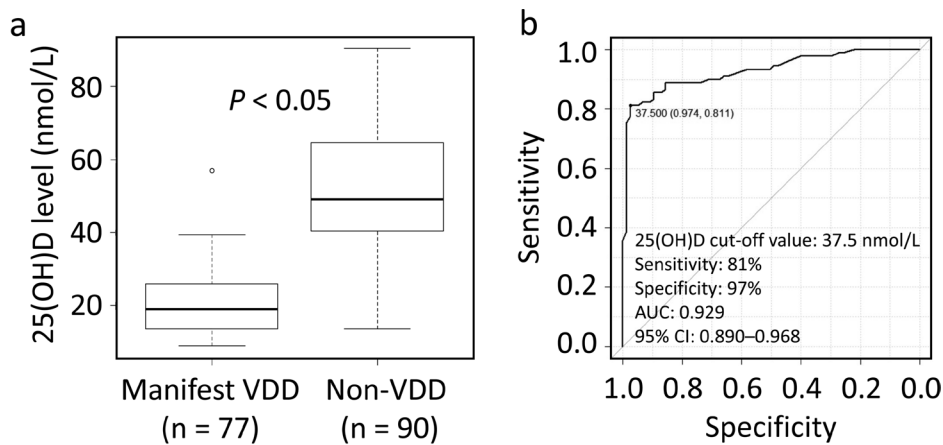 a
25(OH)D level (nmol/L)
80
60
40
20
P < 0.05
Manifest VDD
(n = 77)
Non-VDD
(n = 90)
b
Sensitivity
1.0
0.8
0.6
0.4
0.2
0.0
37.500 (0.974, 0.811)
25(OH)D cut-off value: 37.5 nmol/L
Sensitivity: 81%
Specificity: 97%
AUC: 0.929
95% CI: 0.890–0.968
1.0 0.8 0.6 0.4 0.2 0.0
Specificity